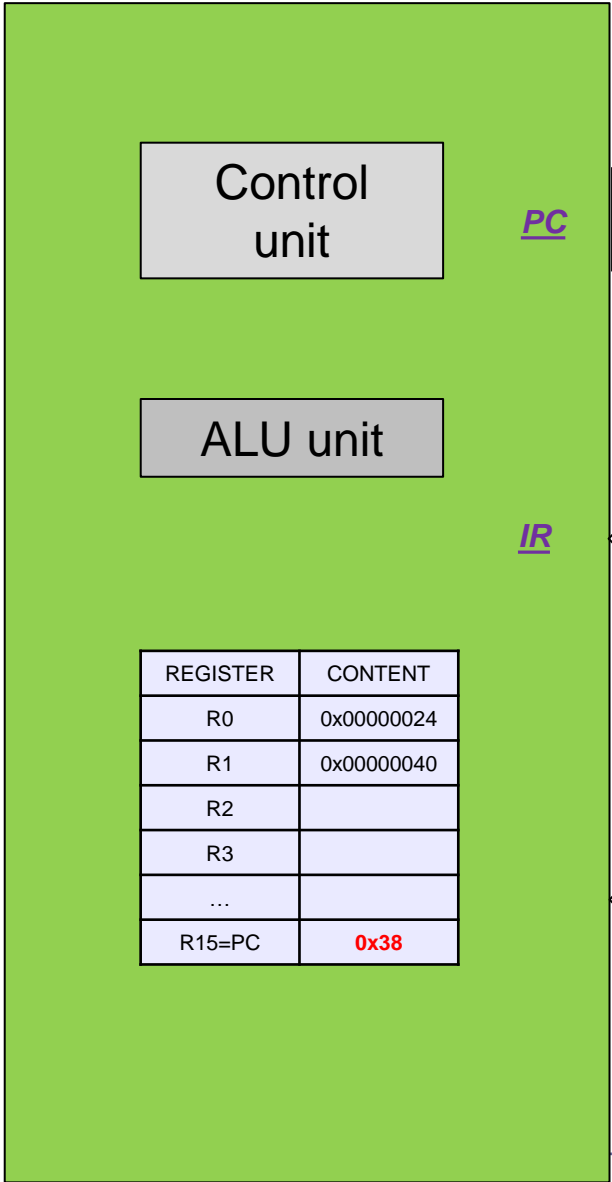 Control
unit
PC
ALU unit
IR
REGISTER CONTENT
R0 0x00000024
R1 0x00000040
R2
R3
…
R15=PC 0x38